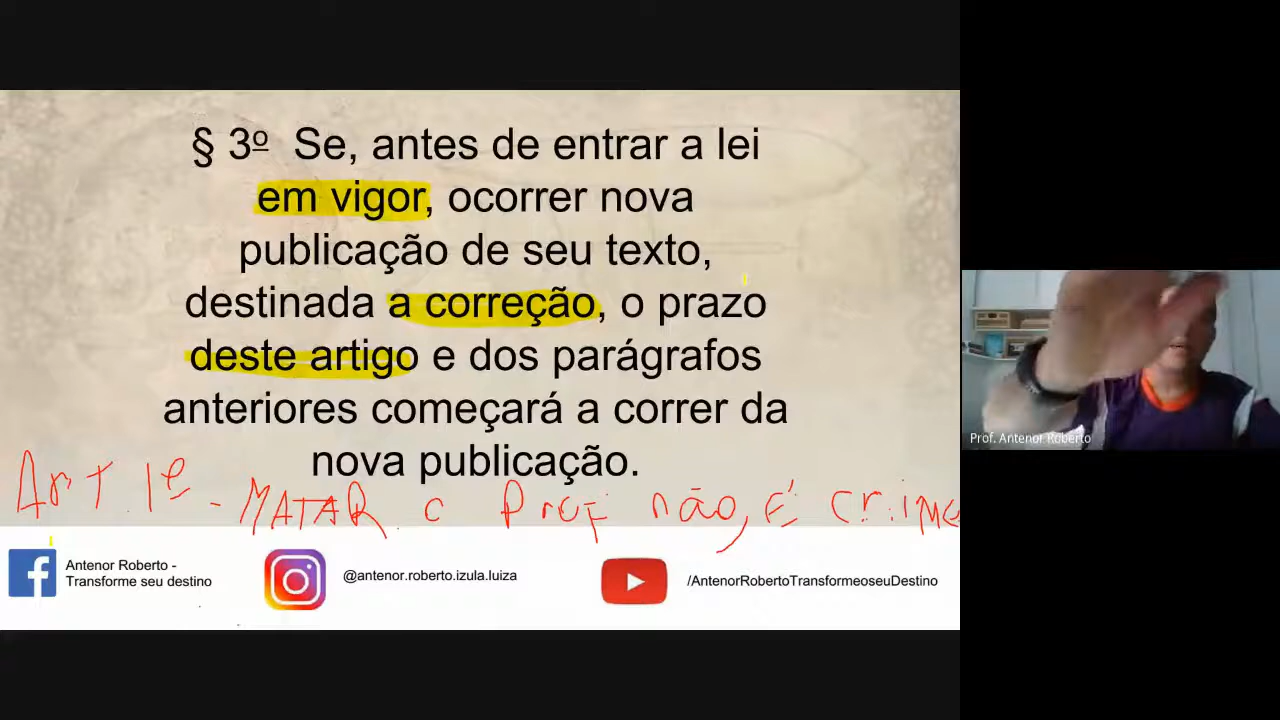 § 3º Se, antes de entrar a lei
em vigor, ocorrer nova
publicação de seu texto,
destinada a correção, o prazo
deste artigo e dos parágrafos
anteriores começará a correr da
nova publicação.
Art 1º - MATAR o Prof não, É crime
Antenor Roberto -
Transforme seu destino
@antenor.roberto.izula.luiza
/AntenorRobertoTransformeoseuDestino
Prof. Antenor Roberto